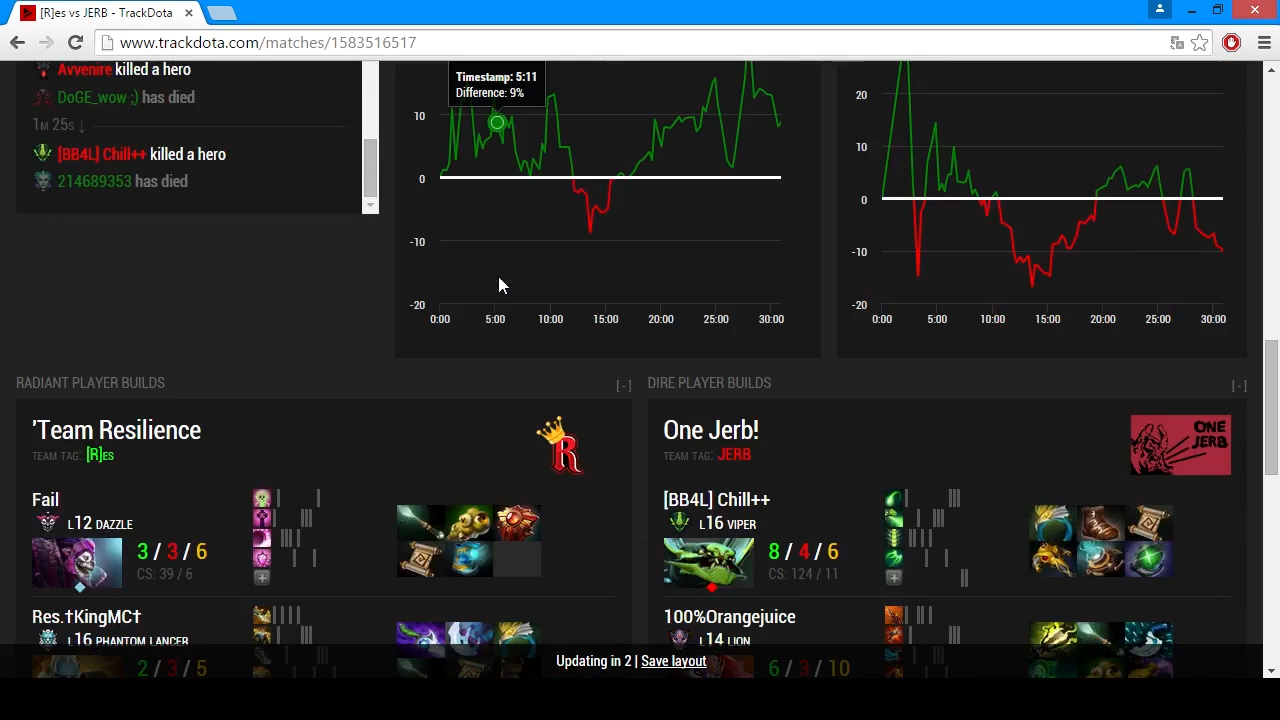 [R]es vs JERB - TrackDota
www.trackdota.com/matches/1583516517
Avvenire killed a hero
DoGE_wow ;) has died
1M 25S ↓
[BB4L] Chill++ killed a hero
214689353 has died
Timestamp: 5:11
Difference: 9%
10
0
-10
-20
0:00 5:00 10:00 15:00 20:00 25:00 30:00
20
10
0
-10
-20
0:00 5:00 10:00 15:00 20:00 25:00 30:00
RADIANT PLAYER BUILDS [-]
'Team Resilience
TEAM TAG: [R]ES
Fail
L12 DAZZLE
3 / 3 / 6
CS: 39 / 6
Res.†KingMC†
L16 PHANTOM LANCER
2 / 3 / 5
DIRE PLAYER BUILDS [-]
One Jerb!
TEAM TAG: JERB
ONE
JERB
[BB4L] Chill++
L16 VIPER
8 / 4 / 6
CS: 124 / 11
100%Orangejuice
L14 LION
6 / 3 / 10
Updating in 2 | Save layout